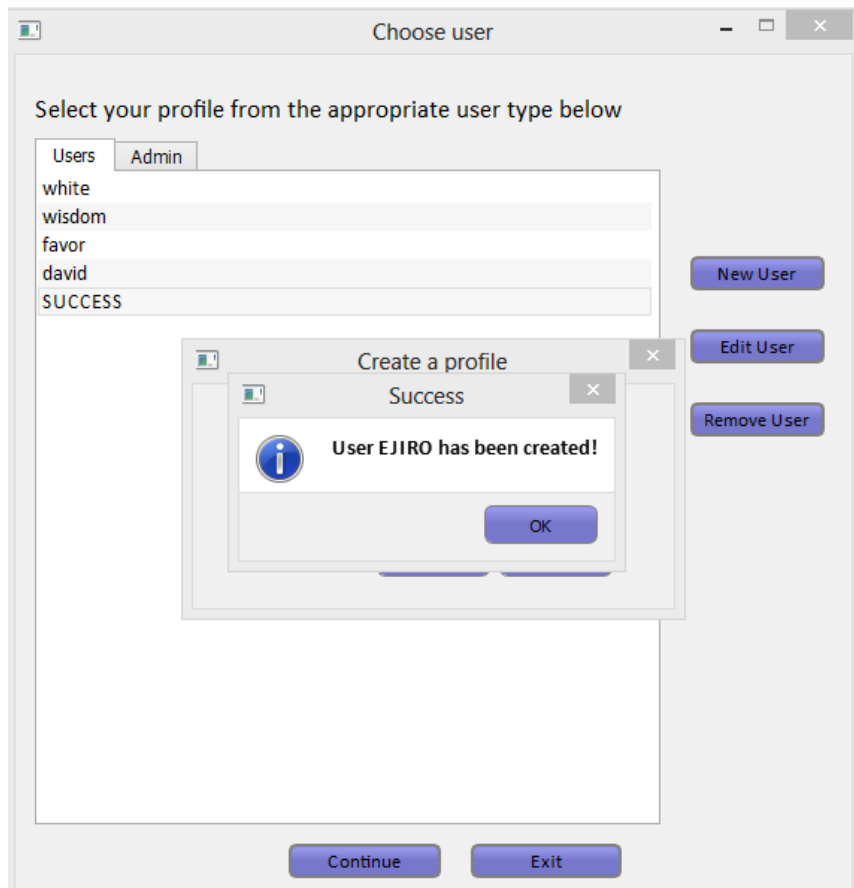 Choose user
Select your profile from the appropriate user type below
Users Admin
white
wisdom
favor
david
SUCCESS
New User
Edit User
Remove User
Create a profile
Success
User EJIRO has been created!
OK
Continue Exit